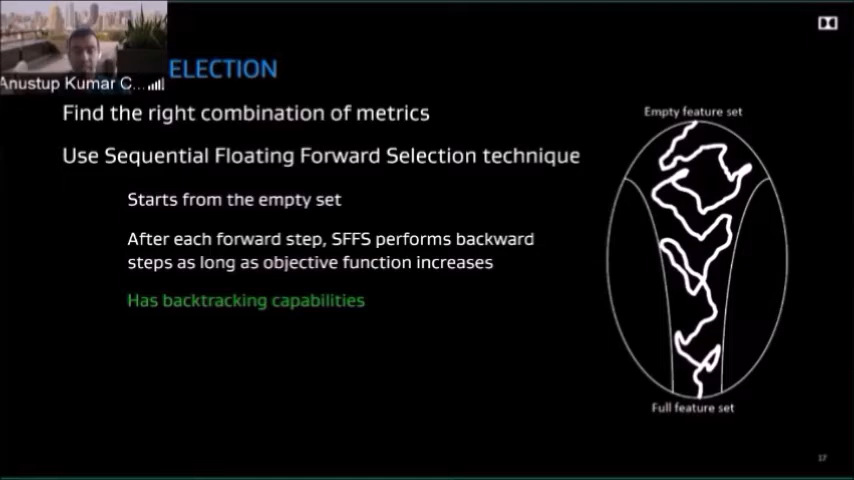 Anustup Kumar C...
ELECTION
Find the right combination of metrics
Use Sequential Floating Forward Selection technique
Starts from the empty set
After each forward step, SFFS performs backward
steps as long as objective function increases
Has backtracking capabilities
Empty feature set
Full feature set
37